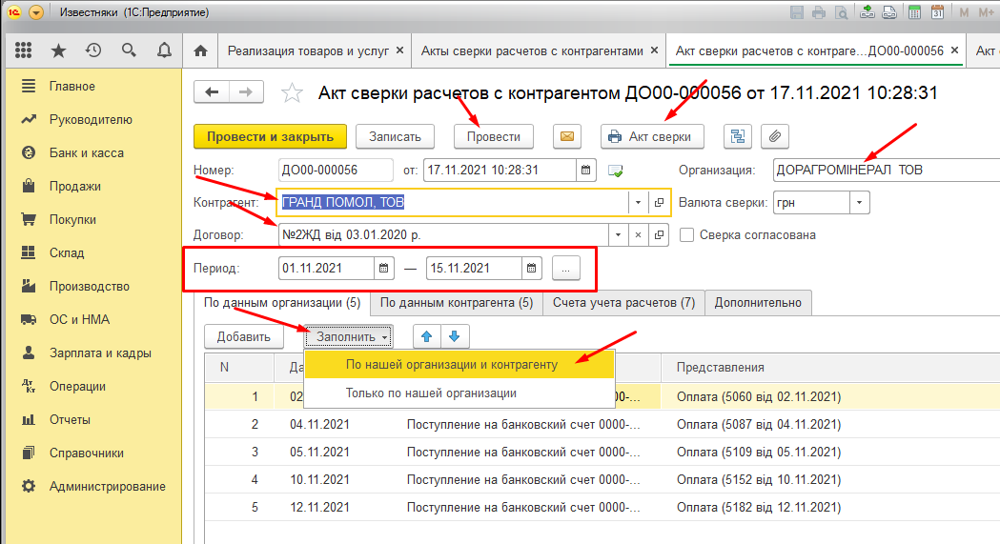 Известняки (1С:Предприятие)
M M+
Реализация товаров и услуг × Акты сверки расчетов с контрагентами × Акт сверки расчетов с контраге...ДО00-000056 × Акт
Главное
Руководителю
Банк и касса
Продажи
Покупки
Склад
Производство
ОС и НМА
Зарплата и кадры
Дт Кт Операции
Отчеты
Справочники
Администрирование
Акт сверки расчетов с контрагентом ДО00-000056 от 17.11.2021 10:28:31
Провести и закрыть Записать Провести Акт сверки
Номер: ДО00-000056 от: 17.11.2021 10:28:31 Организация: ДОРАГРОМІНЕРАЛ ТОВ
Контрагент: ГРАНД ПОМОЛ, ТОВ Валюта сверки: грн
Договор: №2ЖД від 03.01.2020 р. Сверка согласована
Период: 01.11.2021 — 15.11.2021 ...
По данным организации (5) По данным контрагента (5) Счета учета расчетов (7) Дополнительно
Добавить Заполнить
По нашей организации и контрагенту
Только по нашей организации
N Да Представления
1 02 00-... Оплата (5060 від 02.11.2021)
2 04.11.2021 Поступление на банковский счет 0000-... Оплата (5087 від 04.11.2021)
3 05.11.2021 Поступление на банковский счет 0000-... Оплата (5109 від 05.11.2021)
4 10.11.2021 Поступление на банковский счет 0000-... Оплата (5152 від 10.11.2021)
5 12.11.2021 Поступление на банковский счет 0000-... Оплата (5182 від 12.11.2021)